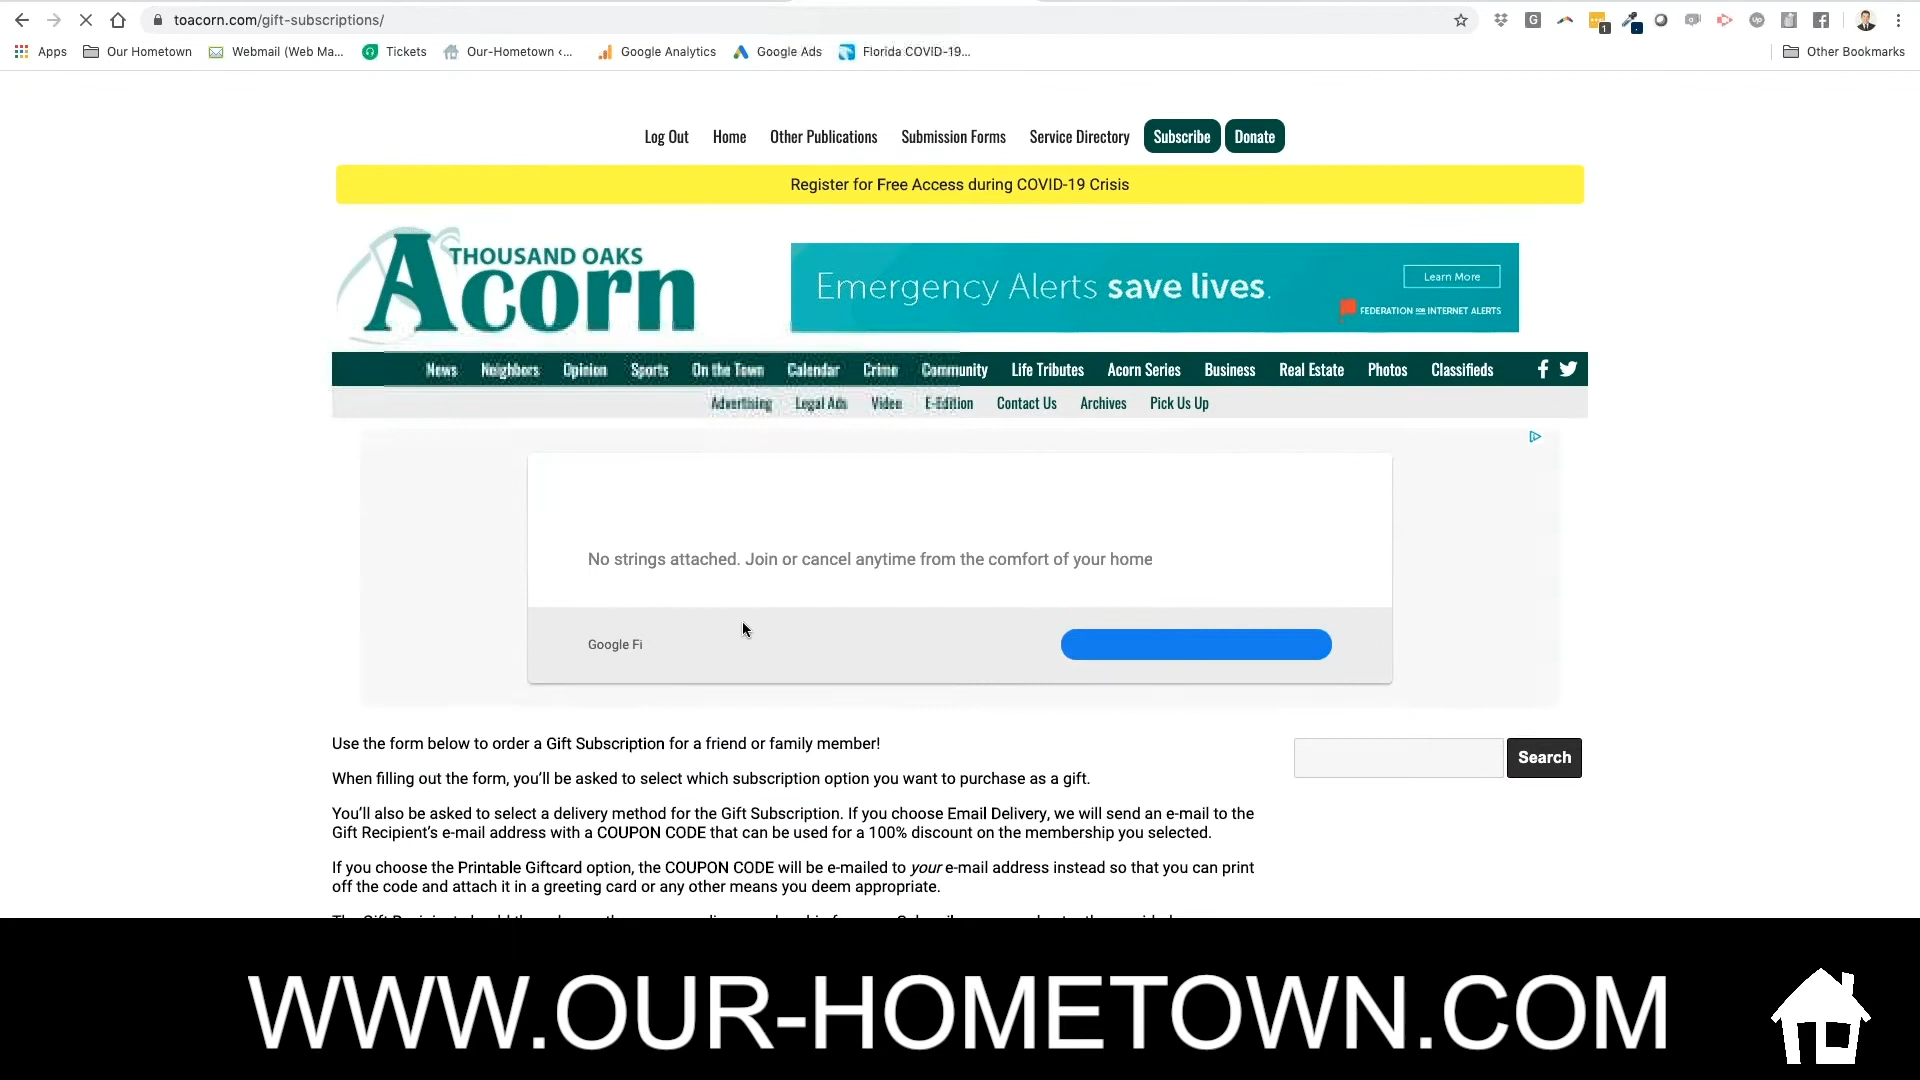 toacorn.com/gift-subscriptions/
Apps Our Hometown Webmail (Web Ma... Tickets Our-Hometown <... Google Analytics Google Ads Florida COVID-19... Other Bookmarks
Log Out Home Other Publications Submission Forms Service Directory Subscribe Donate
Register for Free Access during COVID-19 Crisis
THOUSAND OAKS
Acorn
Emergency Alerts save lives.
Learn More
FEDERATION FOR INTERNET ALERTS
News Neighbors Opinion Sports On the Town Calendar Crime Community Life Tributes Acorn Series Business Real Estate Photos Classifieds
Advertising Legal Ads Video E-Edition Contact Us Archives Pick Us Up
No strings attached. Join or cancel anytime from the comfort of your home
Google Fi
Use the form below to order a Gift Subscription for a friend or family member!
Search
When filling out the form, you’ll be asked to select which subscription option you want to purchase as a gift.
You’ll also be asked to select a delivery method for the Gift Subscription. If you choose Email Delivery, we will send an e-mail to the
Gift Recipient’s e-mail address with a COUPON CODE that can be used for a 100% discount on the membership you selected.
If you choose the Printable Giftcard option, the COUPON CODE will be e-mailed to your e-mail address instead so that you can print
off the code and attach it in a greeting card or any other means you deem appropriate.
WWW.OUR-HOMETOWN.COM